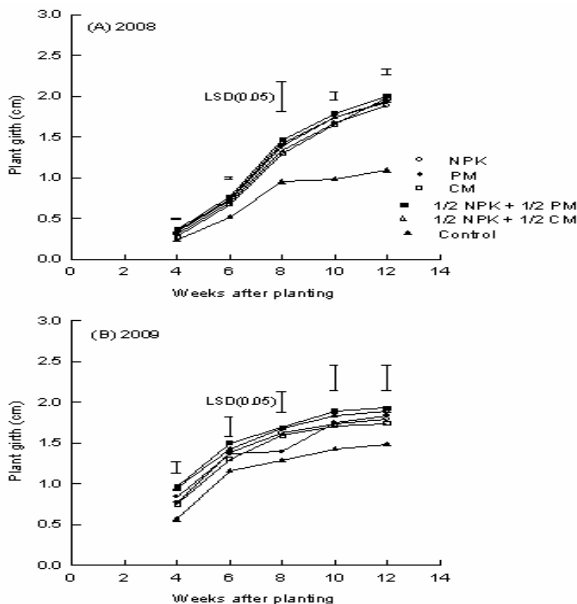 (A) 2008
3.0
2.5
2.0
1.5
1.0
0.5
0.0
Plant girth (cm)
LSD(0.05)
NPK
PM
CM
1/2 NPK + 1/2 PM
1/2 NPK + 1/2 CM
Control
0 2 4 6 8 10 12 14
Weeks after planting
(B) 2009
3.0
2.5
2.0
1.5
1.0
0.5
0.0
Plant girth (cm)
LSD(0.05)
0 2 4 6 8 10 12 14
Weeks after planting